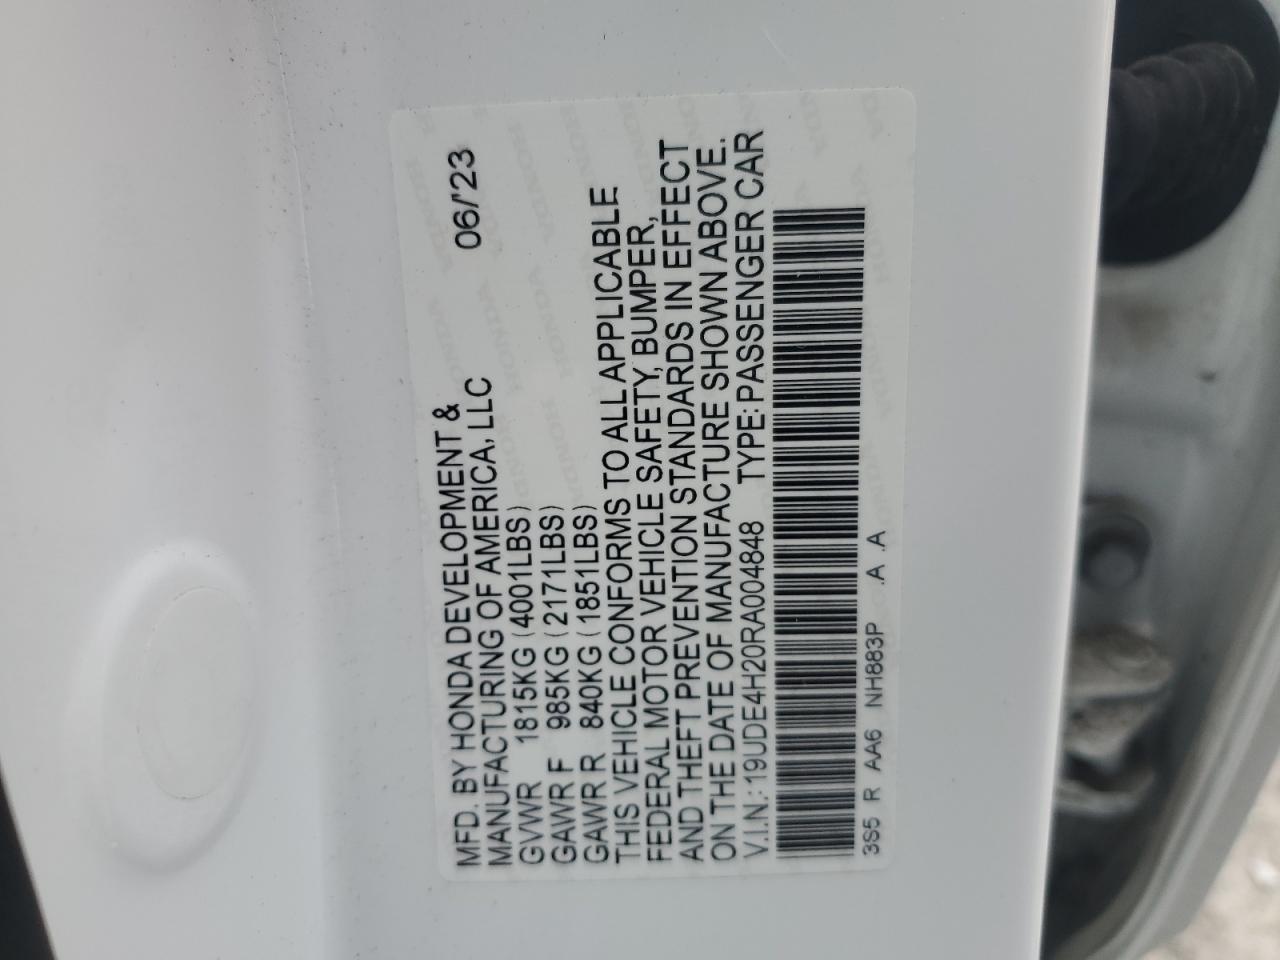 MFD. BY HONDA DEVELOPMENT &
MANUFACTURING OF AMERICA, LLC 06/'23
GVWR 1815KG (4001LBS)
GAWR F 985KG (2171LBS)
GAWR R 840KG (1851LBS)
THIS VEHICLE CONFORMS TO ALL APPLICABLE
FEDERAL MOTOR VEHICLE SAFETY, BUMPER,
AND THEFT PREVENTION STANDARDS IN EFFECT
ON THE DATE OF MANUFACTURE SHOWN ABOVE.
V.I.N.: 19UDE4H20RA004848 TYPE: PASSENGER CAR
3S5 R AA6 NH883P .A .A